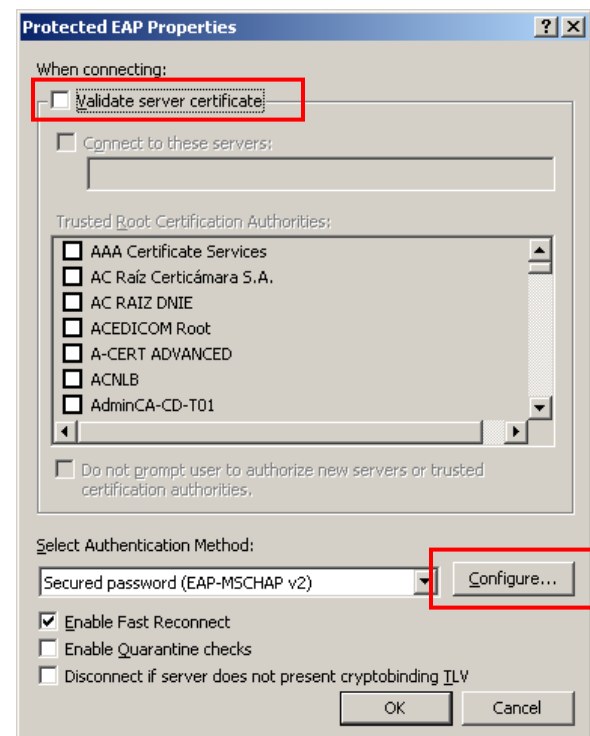 Protected EAP Properties
When connecting:
Validate server certificate
Connect to these servers:
Trusted Root Certification Authorities:
AAA Certificate Services
AC Raíz Certicámara S.A.
AC RAIZ DNIE
ACEDICOM Root
A-CERT ADVANCED
ACNLB
AdminCA-CD-T01
Do not prompt user to authorize new servers or trusted
certification authorities.
Select Authentication Method:
Secured password (EAP-MSCHAP v2)
Configure...
Enable Fast Reconnect
Enable Quarantine checks
Disconnect if server does not present cryptobinding TLV
OK
Cancel